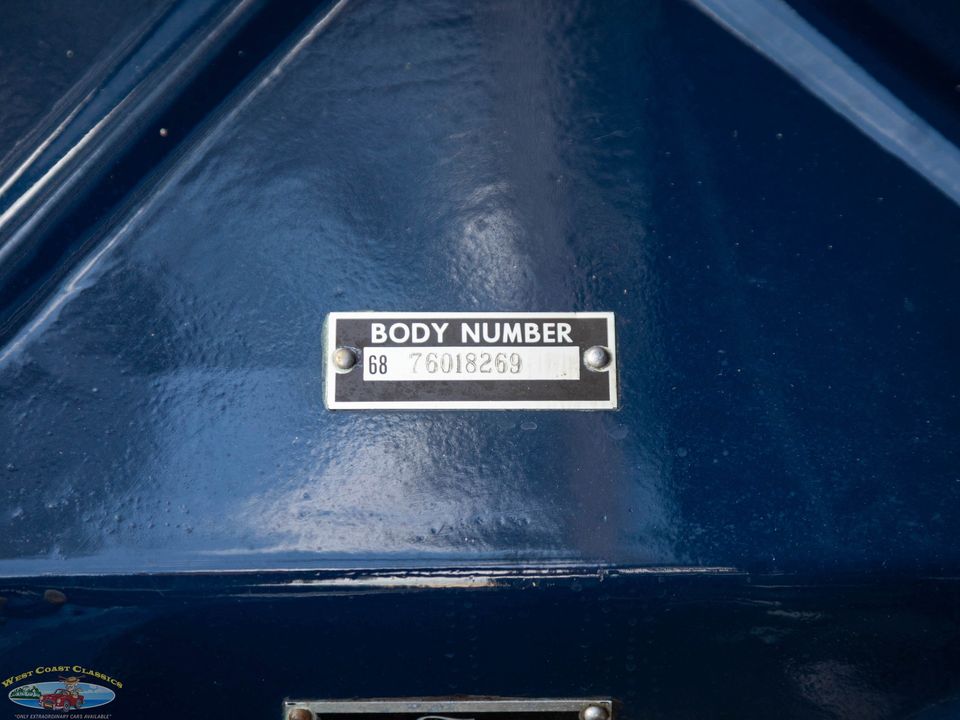 BODY NUMBER
68 76018269
WEST COAST CLASSICS
"ONLY EXTRAORDINARY CARS AVAILABLE"